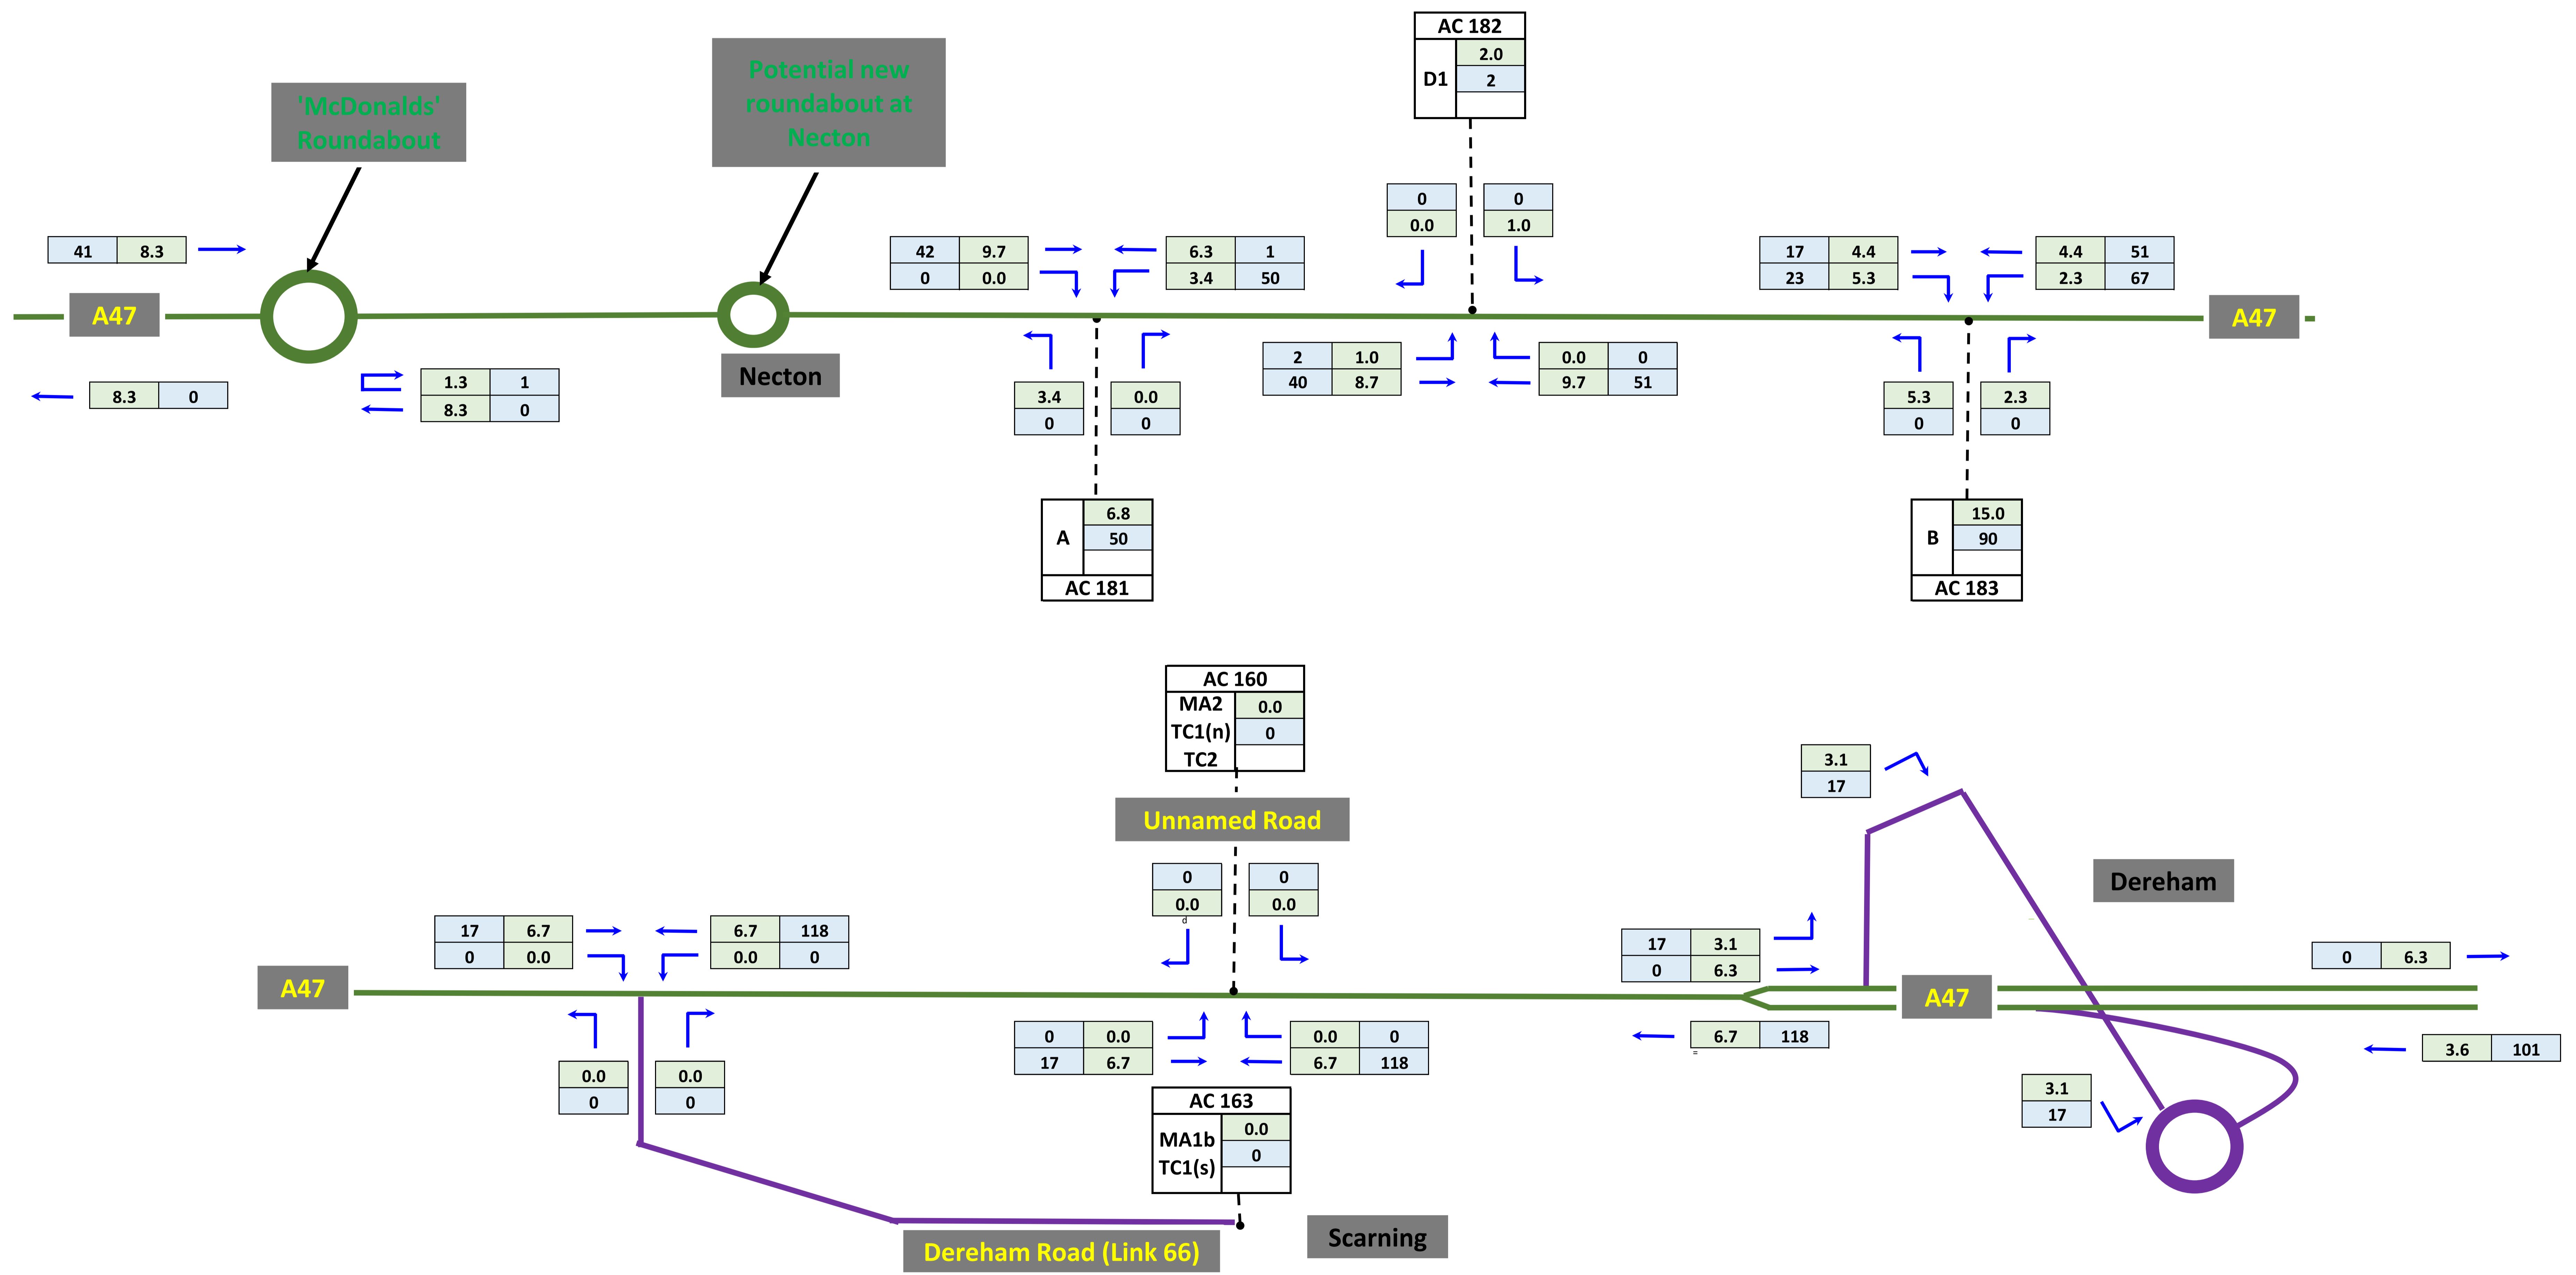 AC 182
2.0
D1
2
'McDonalds'
Roundabout
Potential new
roundabout at
Necton
0
0.0
0
1.0
41 8.3
42 9.7
0 0.0
6.3 1
3.4 50
17 4.4
23 5.3
4.4 51
2.3 67
A47
A47
Necton
8.3 0
1.3 1
8.3 0
3.4
0
0.0
0
2 1.0
40 8.7
0.0 0
9.7 51
5.3
0
2.3
0
A
6.8
50
AC 181
B
15.0
90
AC 183
AC 160
MA2
TC1(n)
TC2
0.0
0
Unnamed Road
3.1
17
0
0.0
d
0
0.0
Dereham
17 6.7
0 0.0
6.7 118
0.0 0
17 3.1
0 6.3
0 6.3
A47
A47
0.0
0
0.0
0
0 0.0
17 6.7
0.0 0
6.7 118
6.7 118
=
3.6 101
3.1
17
AC 163
MA1b
TC1(s)
0.0
0
Scarning
Dereham Road (Link 66)